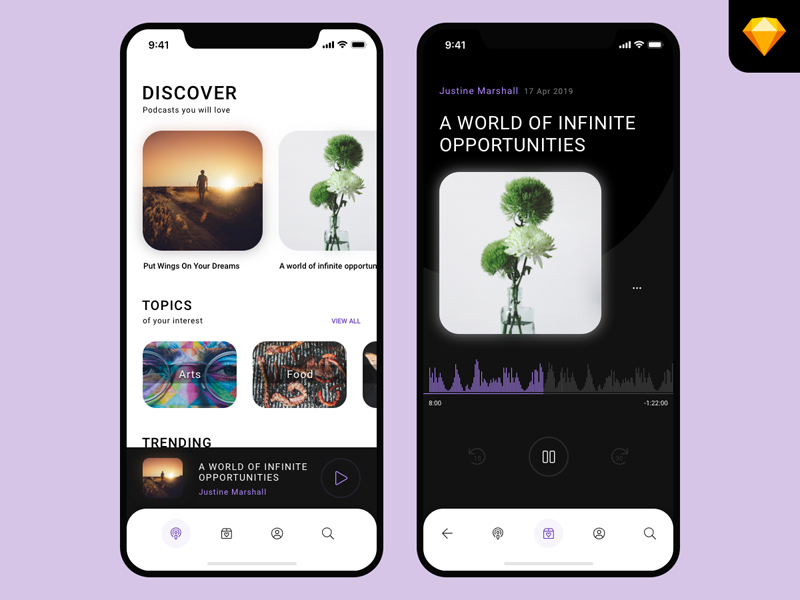 9:41
DISCOVER
Podcasts you will love
Put Wings On Your Dreams
A world of infinite opportun
TOPICS
of your interest
VIEW ALL
Arts
Food
TRENDING
A WORLD OF INFINITE
OPPORTUNITIES
Justine Marshall
9:41
Justine Marshall 17 Apr 2019
A WORLD OF INFINITE
OPPORTUNITIES
8:00
-1:22:00
15
30